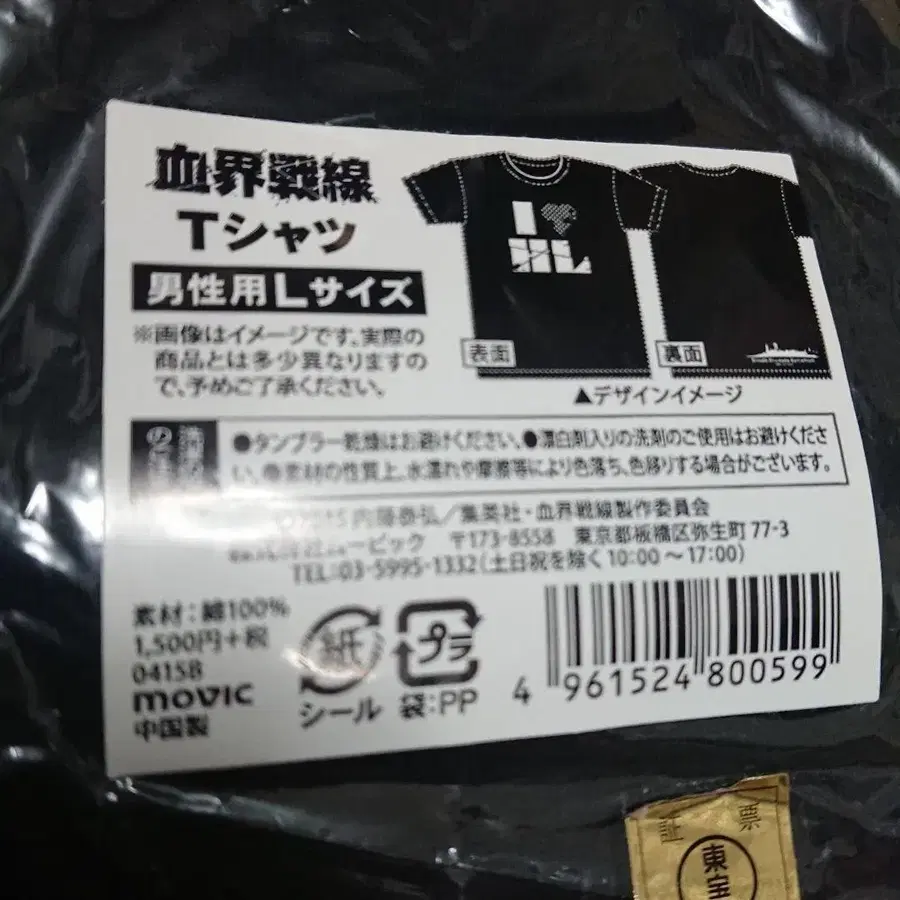 血界戦線
Tシャツ
男性用Lサイズ
※画像はイメージです。実際の
商品とは多少異なりますの
で、予めご了承ください。
I
HL
表面
裏面
▲デザインイメージ
●タンブラー乾燥はお避けください。●漂白剤入りの洗剤のご使用はお避けくださ
い。●素材の性質上、水濡れや摩擦等により色落ち、色移りする場合がございます。
内藤泰弘/集英社・血界戦線製作委員会
ムービック 〒173-8558 東京都板橋区弥生町77-3
TEL:03-5995-1332(土日祝を除く10:00〜17:00)
素材:綿100%
1,500円+税
0415B
movic
中国製
紙
シール
プラ
袋:PP
4 961524 800599
東宝